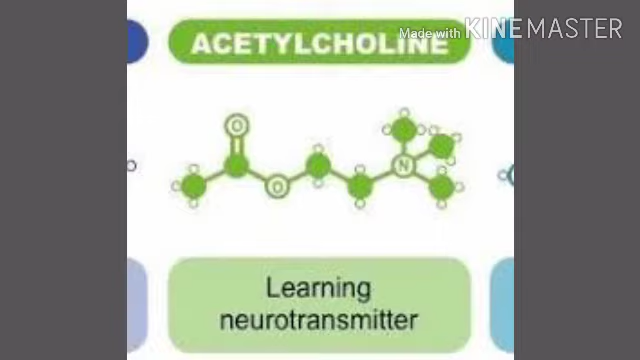 Made with KINEMASTER
ACETYLCHOLINE
O
O
N
Learning
neurotransmitter